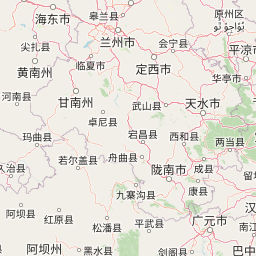 皋兰县
原州区
海东市
兰州市
会宁县
尖扎县
平凉市
临夏市
定西市
黄南州
华亭市
河南县
甘南州
武山县
天水市
卓尼县
玛曲县
宕昌县
西和县
两当县
舟曲县
久治县
若尔盖县
陇南市
成县
康县
九寨沟县
阿坝县
红原县
松潘县
平武县
广元市
阿坝州
黑水县
剑阁县
巴中